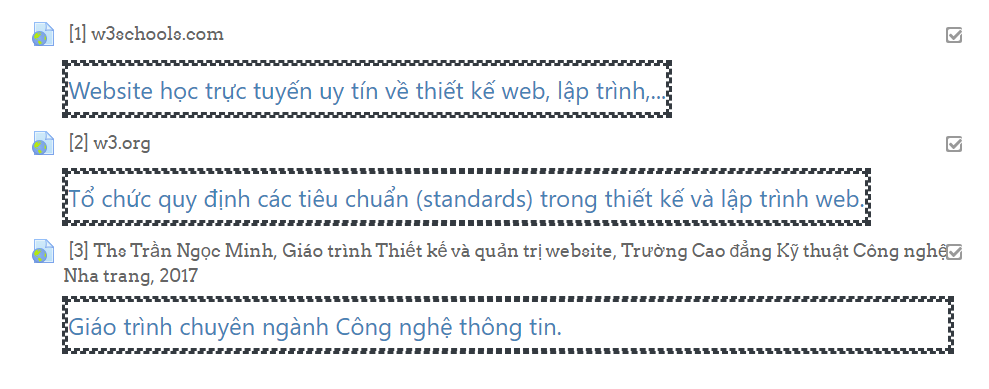 [1] w3schools.com
Website học trực tuyến uy tín về thiết kế web, lập trình,...
[2] w3.org
Tổ chức quy định các tiêu chuẩn (standards) trong thiết kế và lập trình web.
[3] Ths Trần Ngọc Minh, Giáo trình Thiết kế và quản trị website, Trường Cao đẳng Kỹ thuật Công nghệ
Nha trang, 2017
Giáo trình chuyên ngành Công nghệ thông tin.